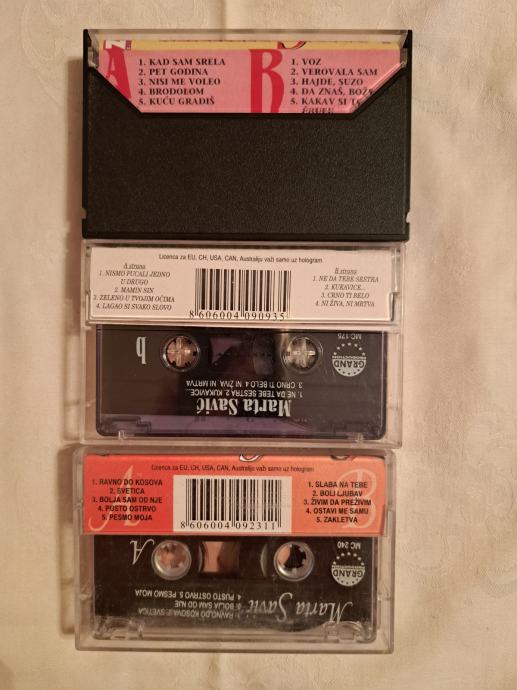 A
1. KAD SAM SRELA
2. PET GODINA
3. NISI ME VOLEO
4. BRODOLOM
5. KUĆU GRADIŠ
B
1. VOZ
2. VEROVALA SAM
3. HAJDE, SUZO
4. DA ZNAŠ, BOŽE
5. KAKAV SI TO
Licenca za EU, CH, USA, CAN, Australiju važi samo uz hologram
A.strana
1. NISMO PUCALI JEDNO
U DRUGO
2. MAMIN SIN
3. ZELENO U TVOJIM OČIMA
4. LAGAO SI SVAKO SLOVO
8 606004 090935
B.strana
1. NE DA TEBE SESTRA
2. KUKAVICE...
3. CRNO TI BELO
4. NI ŽIVA, NI MRTVA
MC 175
GRAND
PRODUCTION
b
Marta Savić
1. NE DA TEBE SESTRA 2. KUKAVICE...
3. CRNO TI BELO 4. NI ŽIVA, NI MRTVA
Licenca za EU, CH, USA, CAN, Australiju važi samo uz hologram
A
1. RAVNO DO KOSOVA
2. SVETICA
3. BOLJA SAM OD NJE
4. PUSTO OSTRVO
5. PESMO MOJA
8 606004 092311
B
1. SLABA NA TEBE
2. BOLI LJUBAV
3. ŽIVIM DA PREŽIVIM
4. OSTAVI ME SAMU
5. ZAKLETVA
MC 240
GRAND
PRODUCTION
A
Marta Savić
1. RAVNO DO KOSOVA 2. SVETICA
3. BOLJA SAM OD NJE
4. PUSTO OSTRVO 5. PESMO MOJA